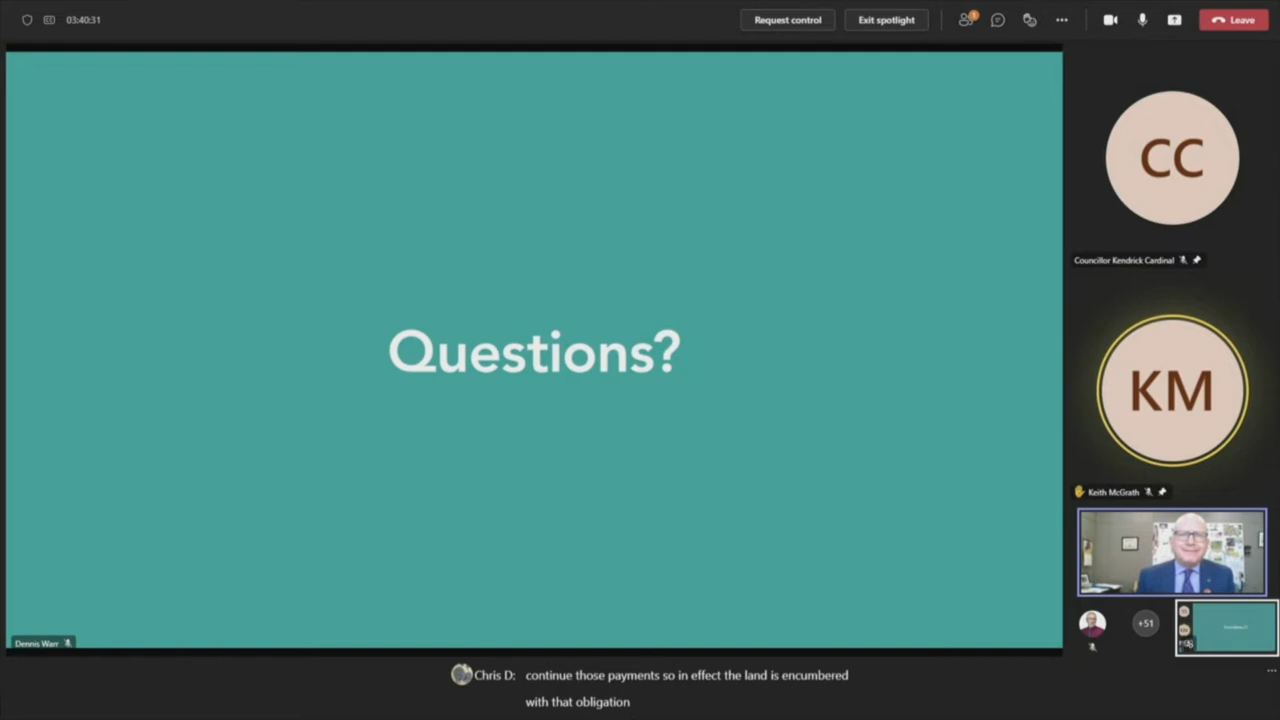 03:40:31
Request control
Exit spotlight
1
Leave
CC
Councillor Kendrick Cardinal
Questions?
KM
Keith McGrath
+51
Dennis Warr
Chris D: continue those payments so in effect the land is encumbered
with that obligation